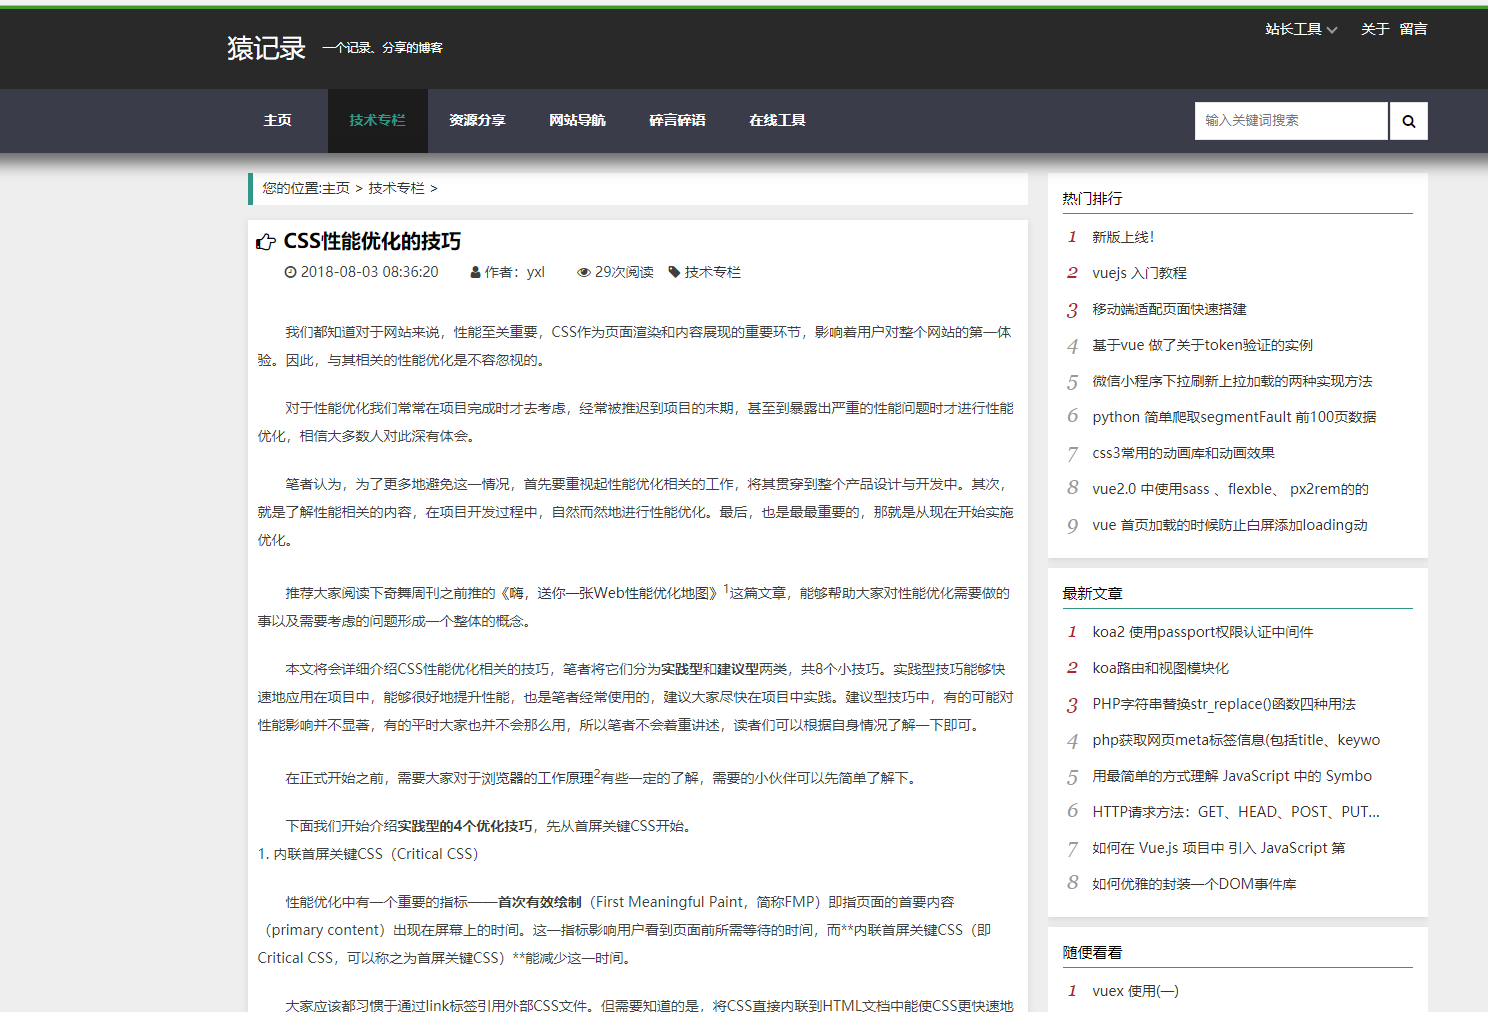 猿记录
一个记录、分享的博客
站长工具 关于 留言
主页 技术专栏 资源分享 网站导航 碎言碎语 在线工具
输入关键词搜索
您的位置:主页 > 技术专栏 >
CSS性能优化的技巧
2018-08-03 08:36:20 作者：yxl 29次阅读 技术专栏
我们都知道对于网站来说，性能至关重要，CSS作为页面渲染和内容展现的重要环节，影响着用户对整个网站的第一体
验。因此，与其相关的性能优化是不容忽视的。
对于性能优化我们常常在项目完成时才去考虑，经常被推迟到项目的末期，甚至到暴露出严重的性能问题时才进行性能
优化，相信大多数人对此深有体会。
笔者认为，为了更多地避免这一情况，首先要重视起性能优化相关的工作，将其贯穿到整个产品设计与开发中。其次，
就是了解性能相关的内容，在项目开发过程中，自然而然地进行性能优化。最后，也是最最重要的，那就是从现在开始实施
优化。
推荐大家阅读下奇舞周刊之前推的《嗨，送你一张Web性能优化地图》1这篇文章，能够帮助大家对性能优化需要做的
事以及需要考虑的问题形成一个整体的概念。
本文将会详细介绍CSS性能优化相关的技巧，笔者将它们分为实践型和建议型两类，共8个小技巧。实践型技巧能够快
速地应用在项目中，能够很好地提升性能，也是笔者经常使用的，建议大家尽快在项目中实践。建议型技巧中，有的可能对
性能影响并不显著，有的平时大家也并不会那么用，所以笔者不会着重讲述，读者们可以根据自身情况了解一下即可。
在正式开始之前，需要大家对于浏览器的工作原理2有些一定的了解，需要的小伙伴可以先简单了解下。
下面我们开始介绍实践型的4个优化技巧，先从首屏关键CSS开始。
1. 内联首屏关键CSS（Critical CSS）
性能优化中有一个重要的指标——首次有效绘制（First Meaningful Paint，简称FMP）即指页面的首要内容
（primary content）出现在屏幕上的时间。这一指标影响用户看到页面前所需等待的时间，而**内联首屏关键CSS（即
Critical CSS，可以称之为首屏关键CSS）**能减少这一时间。
大家应该都习惯于通过link标签引用外部CSS文件。但需要知道的是，将CSS直接内联到HTML文档中能使CSS更快速地
热门排行
1 新版上线！
2 vuejs 入门教程
3 移动端适配页面快速搭建
4 基于vue 做了关于token验证的实例
5 微信小程序下拉刷新上拉加载的两种实现方法
6 python 简单爬取segmentFault 前100页数据
7 css3常用的动画库和动画效果
8 vue2.0 中使用sass 、flexble、 px2rem的的
9 vue 首页加载的时候防止白屏添加loading动
最新文章
1 koa2 使用passport权限认证中间件
2 koa路由和视图模块化
3 PHP字符串替换str_replace()函数四种用法
4 php获取网页meta标签信息(包括title、keywo
5 用最简单的方式理解 JavaScript 中的 Symbo
6 HTTP请求方法：GET、HEAD、POST、PUT...
7 如何在 Vue.js 项目中 引入 JavaScript 第
8 如何优雅的封装一个DOM事件库
随便看看
1 vuex 使用(一)